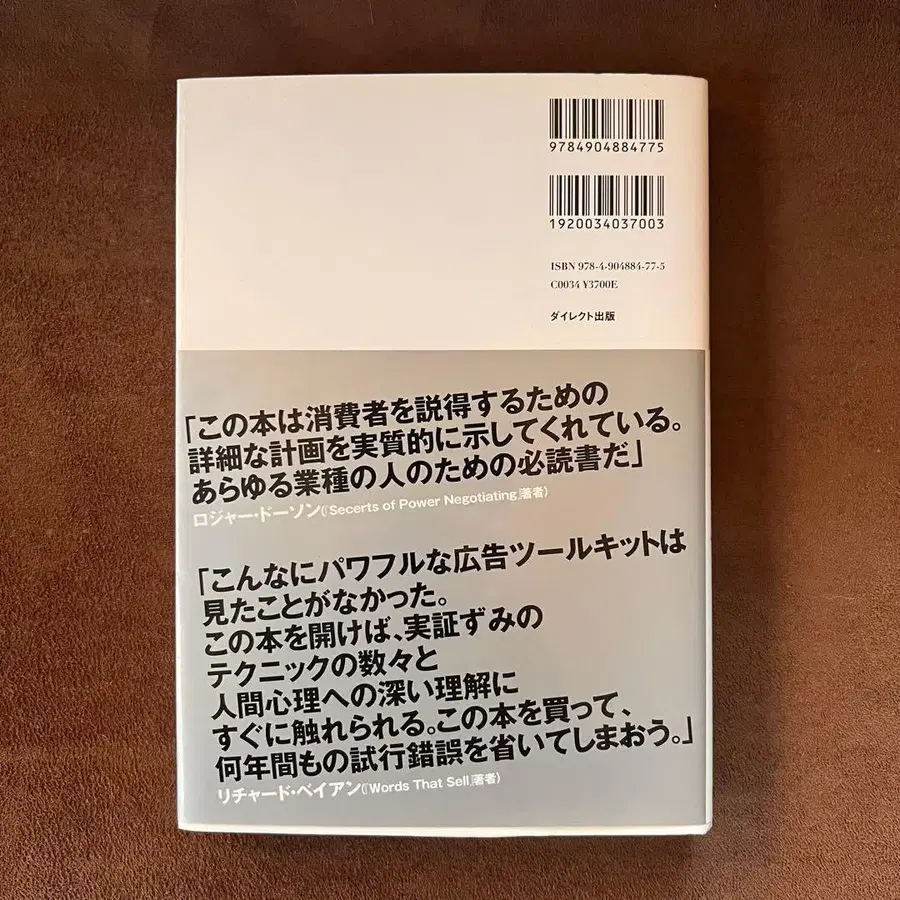 9784904884775
1920034037003
ISBN 978-4-904884-77-5
C0034 ¥3700E
ダイレクト出版
「この本は消費者を説得するための
詳細な計画を実質的に示してくれている。
あらゆる業種の人のための必読書だ」
ロジャー・ドーソン(『Secerts of Power Negotiating』著者)
「こんなにパワフルな広告ツールキットは
見たことがなかった。
この本を開けば、実証ずみの
テクニックの数々と
人間心理への深い理解に
すぐに触れられる。この本を買って、
何年間もの試行錯誤を省いてしまおう。」
リチャード・ベイアン(『Words That Sell』著者)